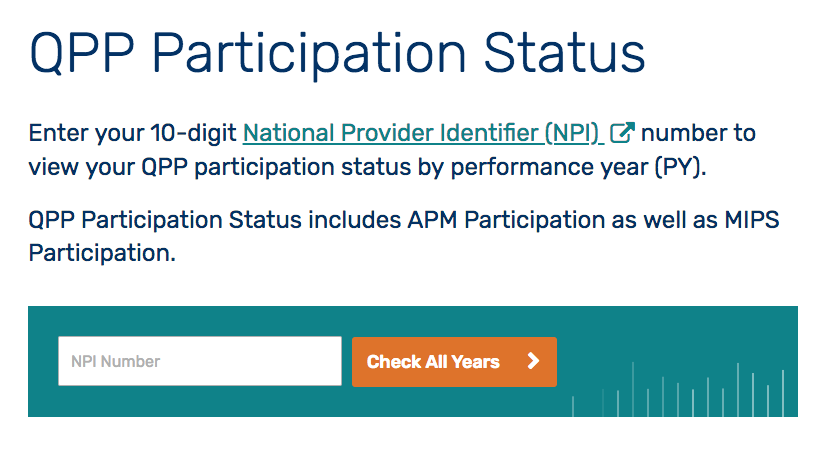 QPP Participation Status
Enter your 10-digit National Provider Identifier (NPI) number to
view your QPP participation status by performance year (PY).
QPP Participation Status includes APM Participation as well as MIPS
Participation.
NPI Number
Check All Years